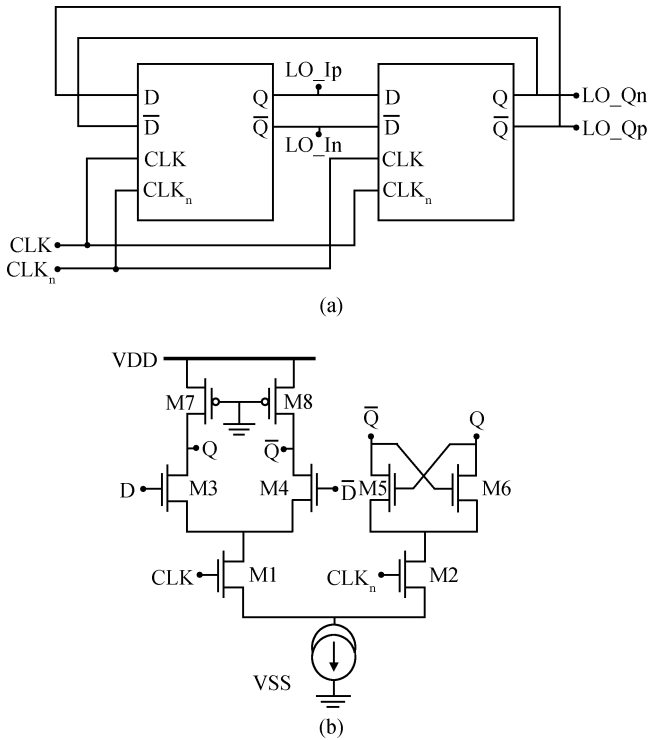 LO_Ip
D Q D Q LO_Qn
D̅ Q̅ D̅ Q̅ LO_Qp
LO_In
CLK CLK
CLKₙ CLKₙ
CLK
CLKₙ
(a)
VDD
M7 M8
Q̅ Q
Q Q̅
D M3 M4 D̅ M5 M6
CLK M1 CLKₙ M2
VSS
(b)